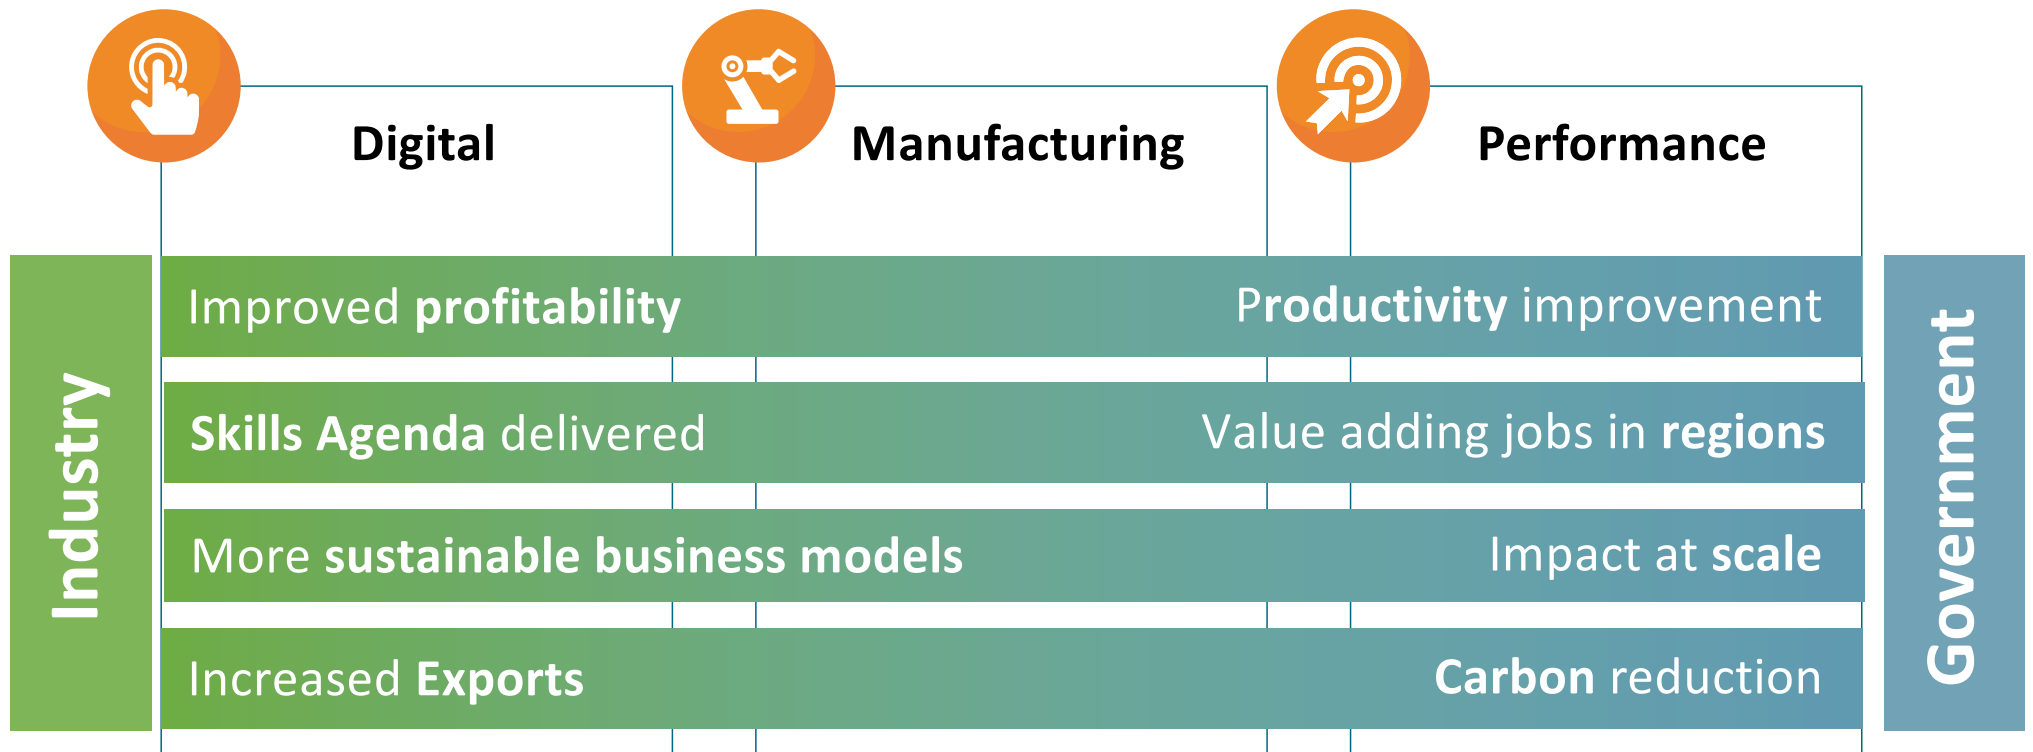 Digital
Manufacturing
Performance
Industry
Improved profitability
Productivity improvement
Skills Agenda delivered
Value adding jobs in regions
More sustainable business models
Impact at scale
Increased Exports
Carbon reduction
Government